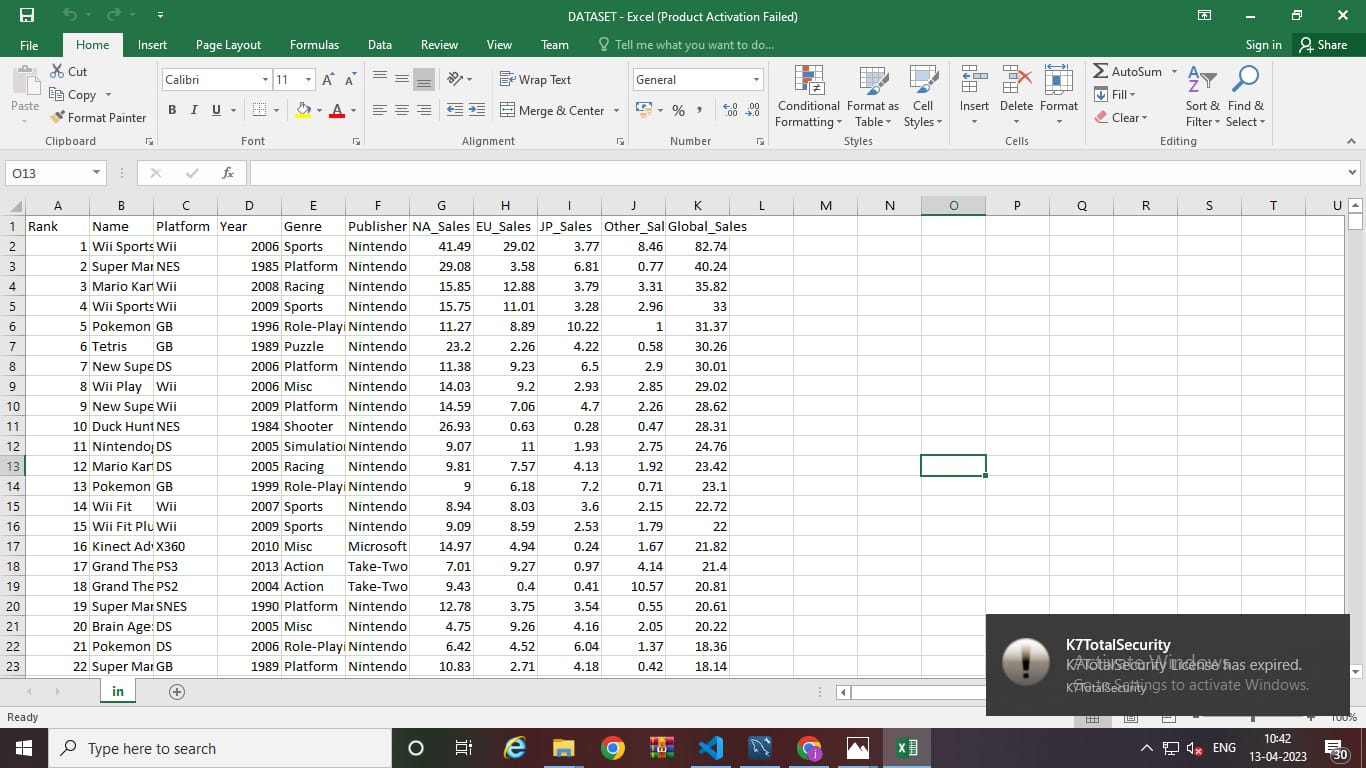 DATASET - Excel (Product Activation Failed)
File Home Insert Page Layout Formulas Data Review View Team Tell me what you want to do... Sign in Share
Cut
Copy
Format Painter
Paste
Clipboard
Calibri 11
B I U A
Font
Wrap Text
Merge & Center
Alignment
General
%
Number
Conditional Formatting
Format as Table
Cell Styles
Styles
Insert Delete Format
Cells
AutoSum
Fill
Clear
Sort & Filter
Find & Select
Editing
O13 fx
A B C D E F G H I J K L M N O P Q R S T U
1 Rank Name Platform Year Genre Publisher NA_Sales EU_Sales JP_Sales Other_Sal Global_Sales
2 1 Wii Sports Wii 2006 Sports Nintendo 41.49 29.02 3.77 8.46 82.74
3 2 Super Mar NES 1985 Platform Nintendo 29.08 3.58 6.81 0.77 40.24
4 3 Mario Kart Wii 2008 Racing Nintendo 15.85 12.88 3.79 3.31 35.82
5 4 Wii Sports Wii 2009 Sports Nintendo 15.75 11.01 3.28 2.96 33
6 5 Pokemon GB 1996 Role-Playi Nintendo 11.27 8.89 10.22 1 31.37
7 6 Tetris GB 1989 Puzzle Nintendo 23.2 2.26 4.22 0.58 30.26
8 7 New Supe DS 2006 Platform Nintendo 11.38 9.23 6.5 2.9 30.01
9 8 Wii Play Wii 2006 Misc Nintendo 14.03 9.2 2.93 2.85 29.02
10 9 New Supe Wii 2009 Platform Nintendo 14.59 7.06 4.7 2.26 28.62
11 10 Duck Hunt NES 1984 Shooter Nintendo 26.93 0.63 0.28 0.47 28.31
12 11 Nintendog DS 2005 Simulation Nintendo 9.07 11 1.93 2.75 24.76
13 12 Mario Kart DS 2005 Racing Nintendo 9.81 7.57 4.13 1.92 23.42
14 13 Pokemon GB 1999 Role-Playi Nintendo 9 6.18 7.2 0.71 23.1
15 14 Wii Fit Wii 2007 Sports Nintendo 8.94 8.03 3.6 2.15 22.72
16 15 Wii Fit Plu Wii 2009 Sports Nintendo 9.09 8.59 2.53 1.79 22
17 16 Kinect Adv X360 2010 Misc Microsoft 14.97 4.94 0.24 1.67 21.82
18 17 Grand The PS3 2013 Action Take-Two 7.01 9.27 0.97 4.14 21.4
19 18 Grand The PS2 2004 Action Take-Two 9.43 0.4 0.41 10.57 20.81
20 19 Super Mar SNES 1990 Platform Nintendo 12.78 3.75 3.54 0.55 20.61
21 20 Brain Age: DS 2005 Misc Nintendo 4.75 9.26 4.16 2.05 20.22
22 21 Pokemon DS 2006 Role-Playi Nintendo 6.42 4.52 6.04 1.37 18.36
23 22 Super Mar GB 1989 Platform Nintendo 10.83 2.71 4.18 0.42 18.14
K7TotalSecurity
K7TotalSecurity License has expired.
K7TotalSecurity
Activate Windows
Go to Settings to activate Windows.
in
Ready 100%
Type here to search
ENG
10:42
13-04-2023
30